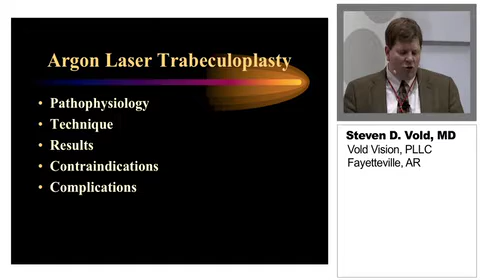 Argon Laser Trabeculoplasty
• Pathophysiology
• Technique
• Results
• Contraindications
• Complications
Steven D. Vold, MD
Vold Vision, PLLC
Fayetteville, AR